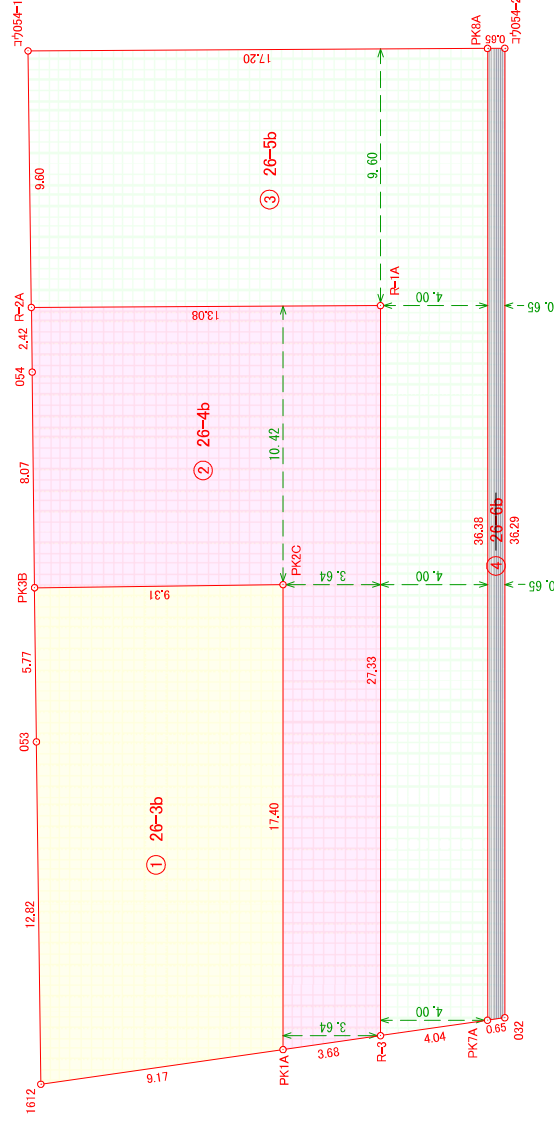 コ054-1
PK8A
0.65
コ054-2
17.20
9.60
9.60
③ 26-5b
R-2A
R-1A
2.42
13.08
4.00
0.65
054
② 26-4b
10.42
8.07
PK3B
PK2C
9.31
3.64
4.00
0.65
36.38
④ 26-6b
36.29
5.77
27.33
053
① 26-3b
17.40
12.82
3.64
4.00
1612
9.17
PK1A
3.68
R-3
4.04
PK7A
0.65
032